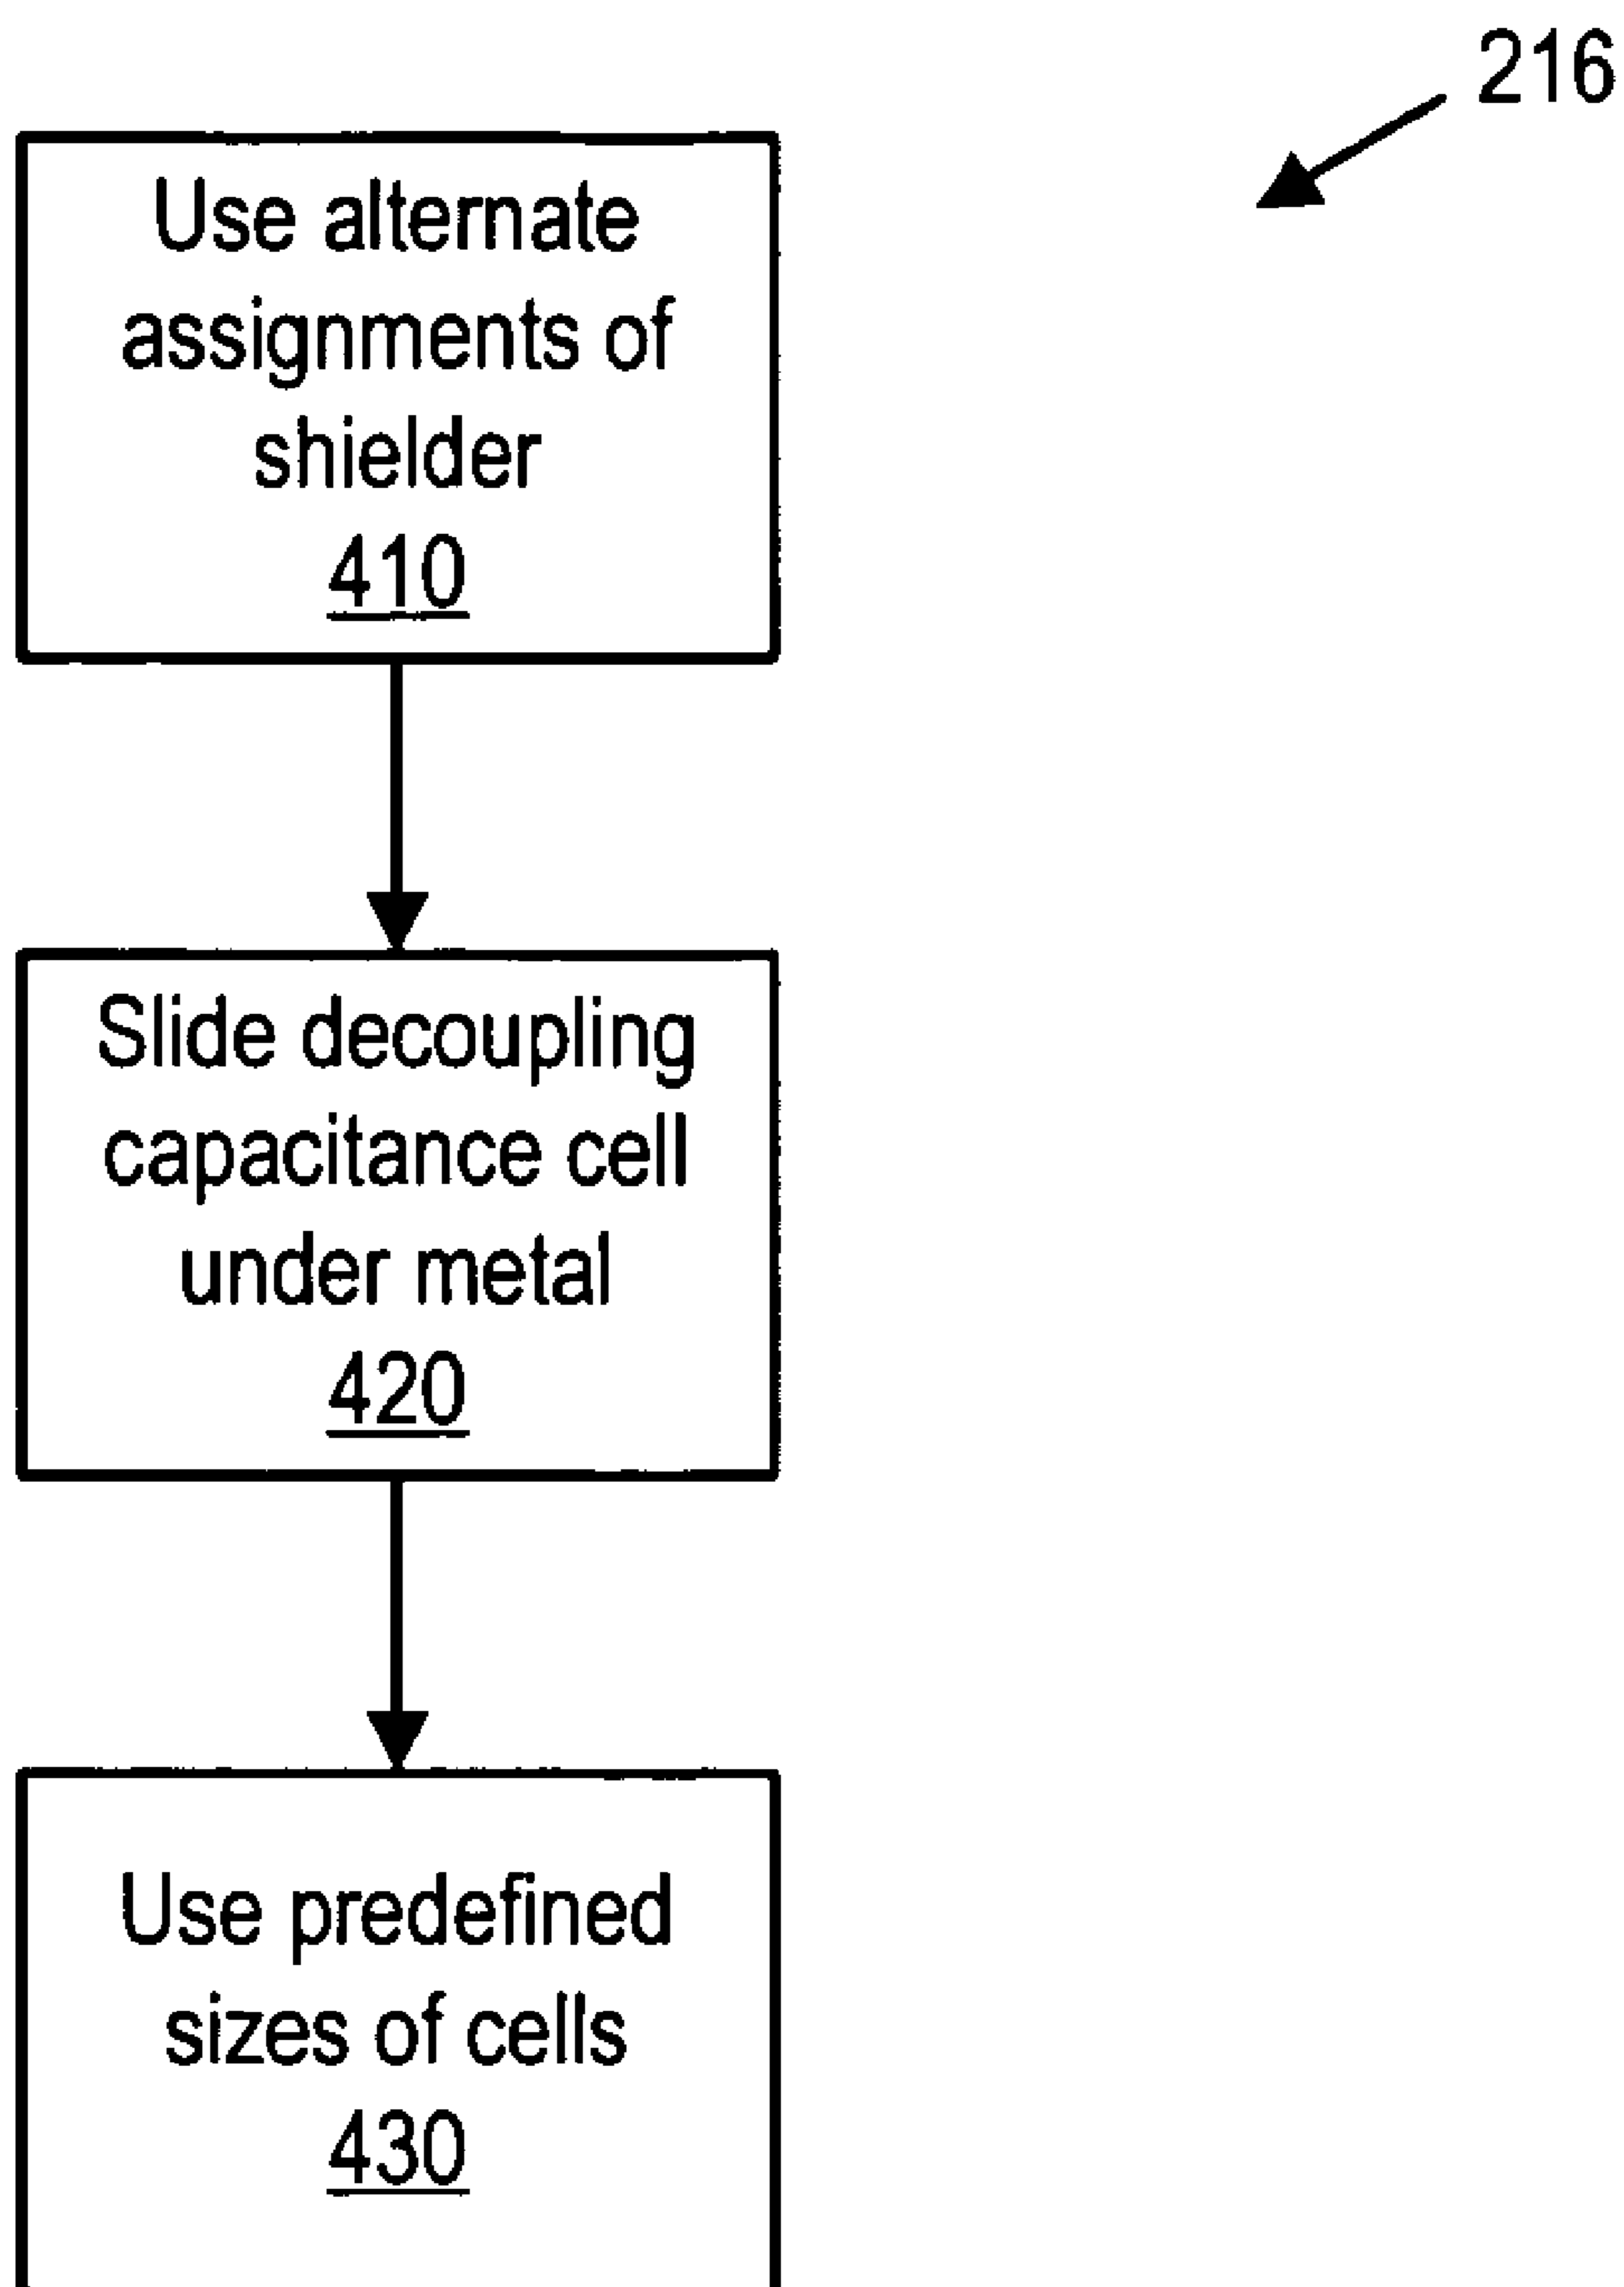 216
Use alternate
assignments of
shielder
410
Slide decoupling
capacitance cell
under metal
420
Use predefined
sizes of cells
430